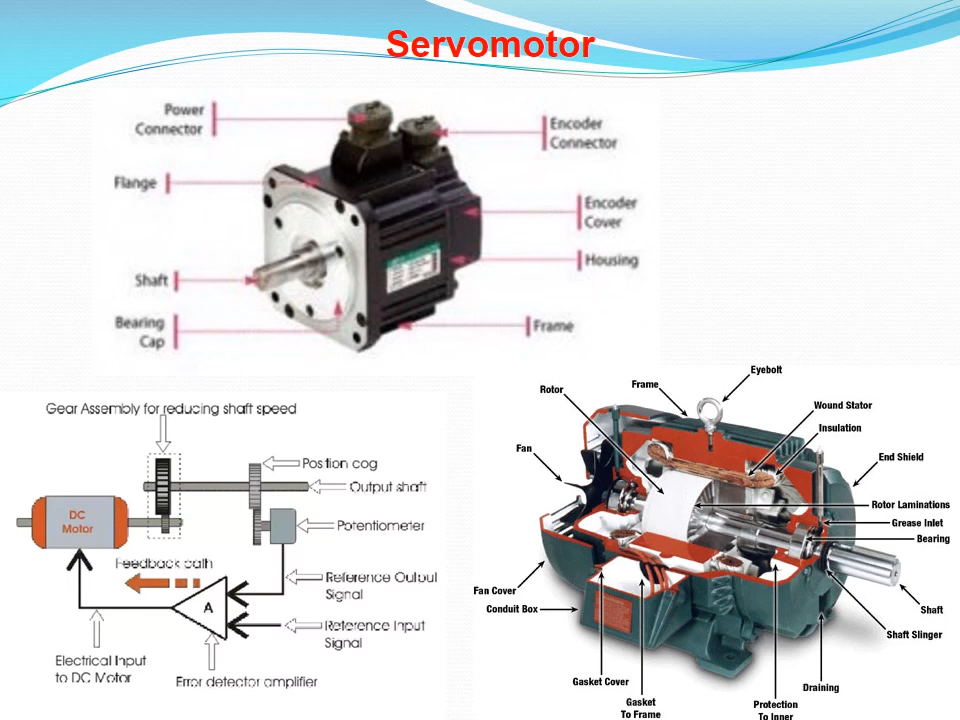 Servomotor
Power
Connector
Encoder
Connector
Flange
Encoder
Cover
Housing
Shaft
Bearing
Cap
Frame
Gear Assembly for reducing shaft speed
Position cog
Output shaft
DC
Motor
Potentiometer
Feedback path
Reference Output
Signal
A
Reference Input
Signal
Electrical Input
to DC Motor
Error detector amplifier
Eyebolt
Frame
Rotor
Wound Stator
Insulation
Fan
End Shield
Rotor Laminations
Grease Inlet
Bearing
Fan Cover
Conduit Box
Shaft
Shaft Slinger
Gasket Cover
Draining
Gasket
To Frame
Protection
To Inner